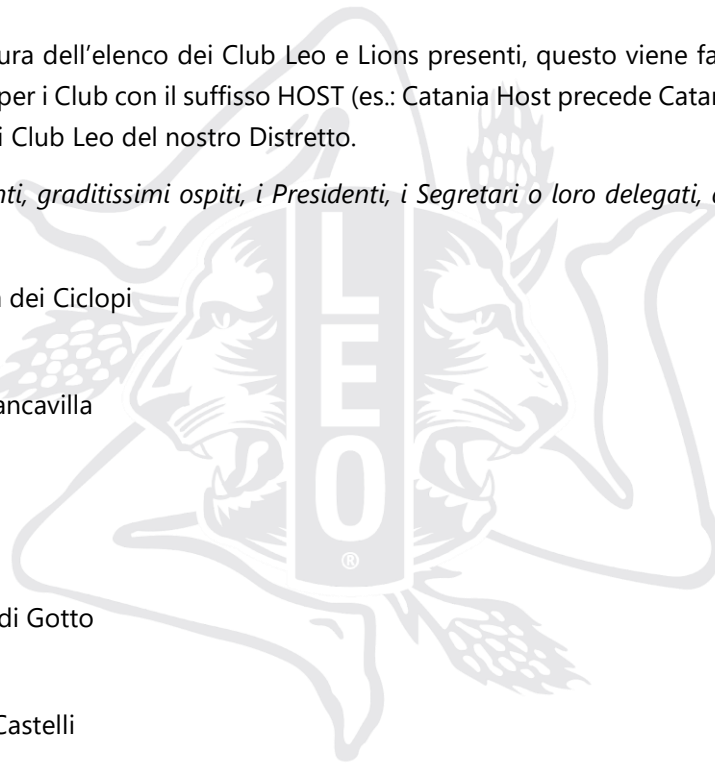 ura dell’elenco dei Club Leo e Lions presenti, questo viene fa
per i Club con il suffisso HOST (es.: Catania Host precede Catan
i Club Leo del nostro Distretto.
nti, graditissimi ospiti, i Presidenti, i Segretari o loro delegati,
dei Ciclopi
ancavilla
di Gotto
Castelli
LEO
®